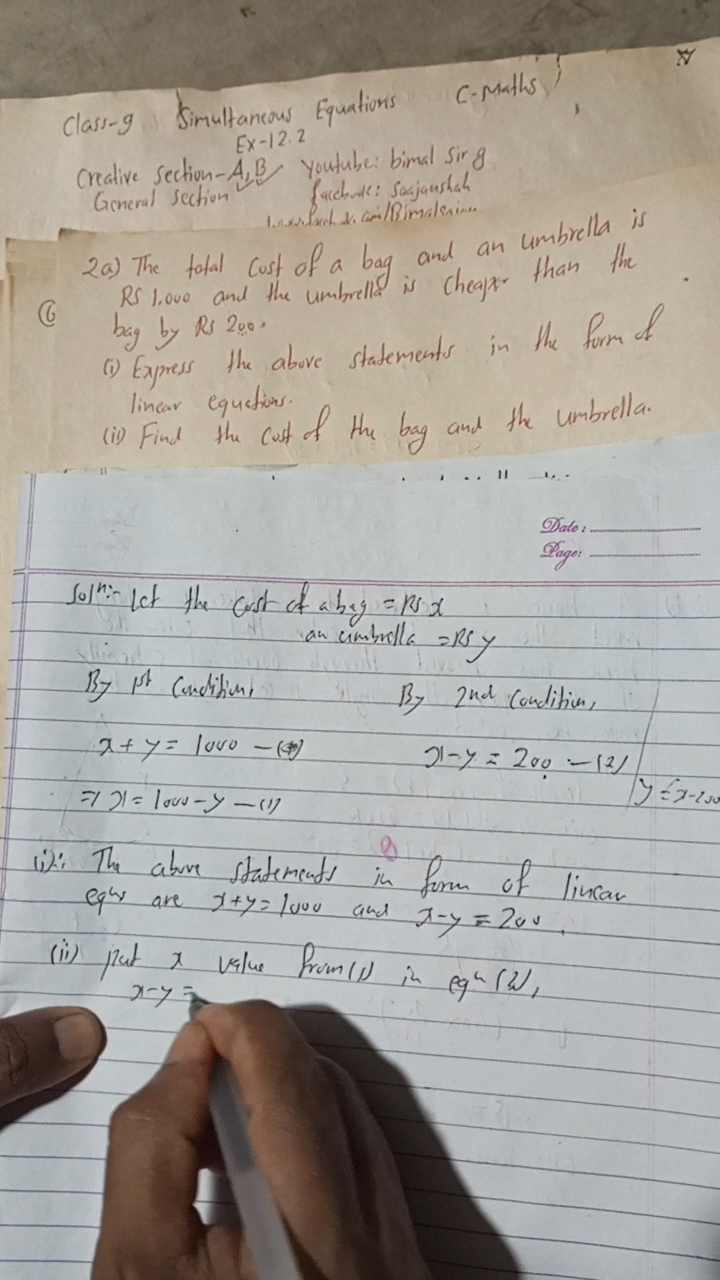 Class-9 Simultaneous Equations C-Maths
Ex-12.2
Creative Section-A,B Youtube: bimal Sir 9
General Section facebook: Saajanshah
2a) The total Cost of a bag and an umbrella is
RS 1,000 and the umbrella is Cheaper than the
bag by RS 200.
(i) Express the above statements in the form of
linear equations.
(ii) Find the Cost of the bag and the umbrella.
Date:
Page:
Soln:- Let the Cost of a bag = RS x
an umbrella = RS y
By 1st Condition,
x+y = 1000
⇒ x = 1000-y -(1)
By 2nd Condition,
x-y = 200 -(2)
y = x-200
(i)∴ The above statements in form of linear
eqns are x+y=1000 and x-y = 200.
(ii) put x value from(1) in eqn (2),
x-y =